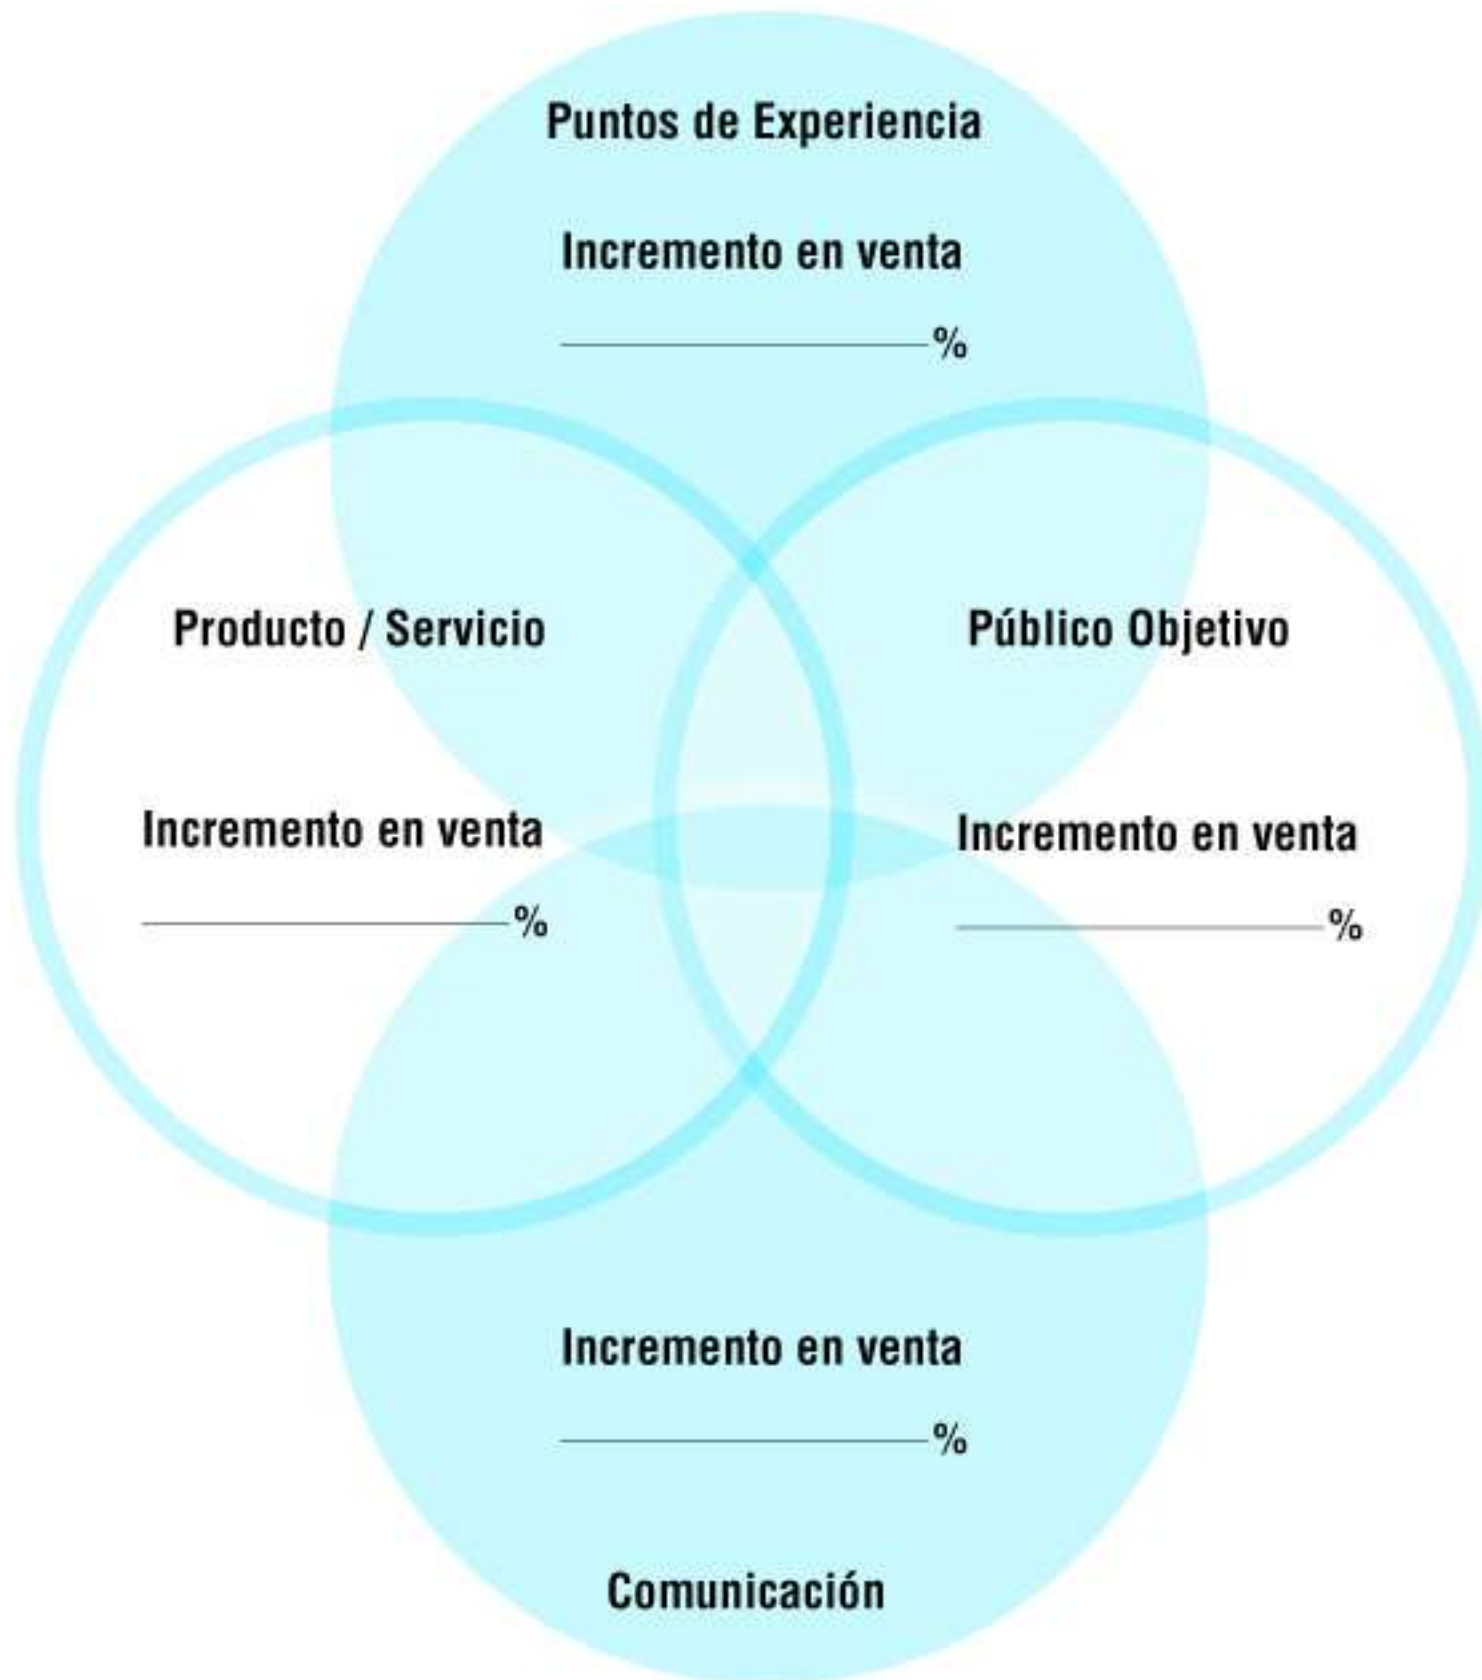 Puntos de Experiencia
Incremento en venta
%
Producto / Servicio
Público Objetivo
Incremento en venta
%
Incremento en venta
%
Incremento en venta
%
Comunicación